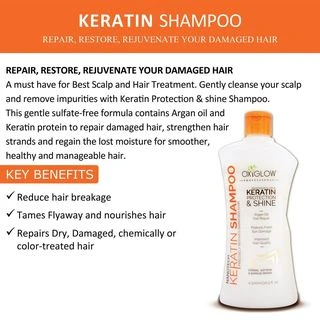 KERATIN SHAMPOO
REPAIR, RESTORE, REJUVENATE YOUR DAMAGED HAIR
REPAIR, RESTORE, REJUVENATE YOUR DAMAGED HAIR
A must have for Best Scalp and Hair Treatment. Gently cleanse your scalp
and remove impurities with Keratin Protection & shine Shampoo.
This gentle sulfate-free formula contains Argan oil and
Keratin protein to repair damaged hair, strengthen hair
strands and regain the lost moisture for smoother,
healthy and manageable hair.
KEY BENEFITS
✓ Reduce hair breakage
✓ Tames Flyaway and nourishes hair
✓ Repairs Dry, Damaged, chemically or
color-treated hair
OXYGLOW
KERATIN
PROTECTION
& SHINE
KERATIN SHAMPOO